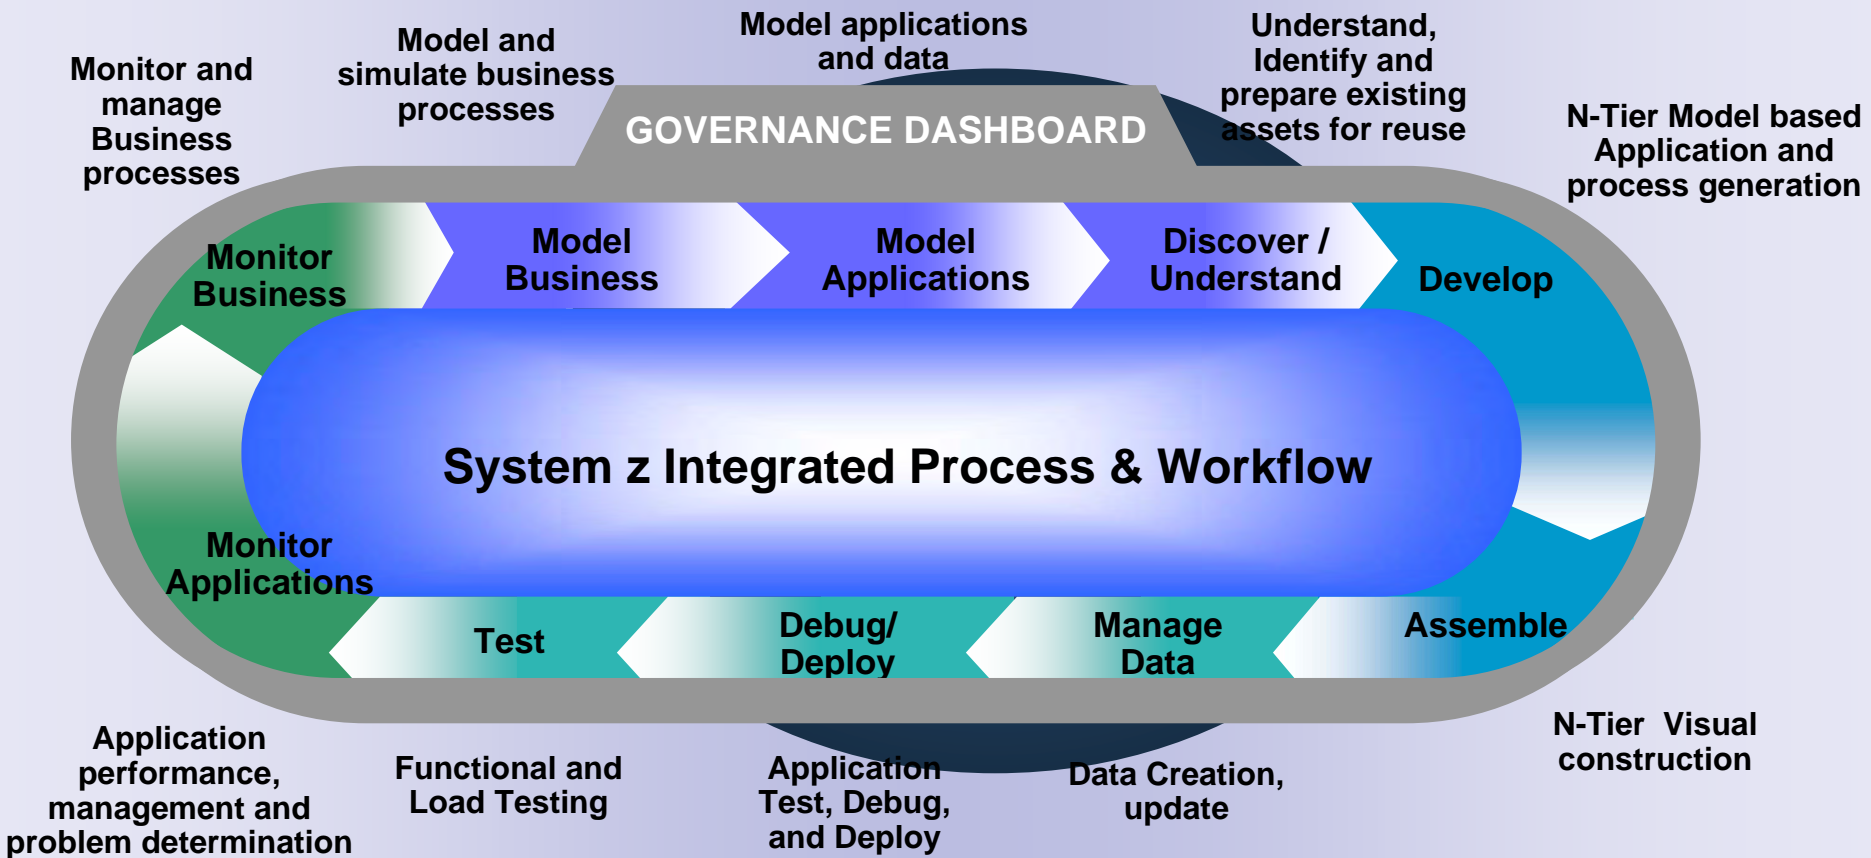 Monitor and
manage
Business
processes
Model and
simulate business
processes
Model applications
and data
Understand,
Identify and
prepare existing
assets for reuse
N-Tier Model based
Application and
process generation
GOVERNANCE DASHBOARD
Monitor
Business
Model
Business
Model
Applications
Discover /
Understand
Develop
System z Integrated Process & Workflow
Monitor
Applications
Test
Debug/
Deploy
Manage
Data
Assemble
Application
performance,
management and
problem determination
Functional and
Load Testing
Application
Test, Debug,
and Deploy
Data Creation,
update
N-Tier  Visual
construction